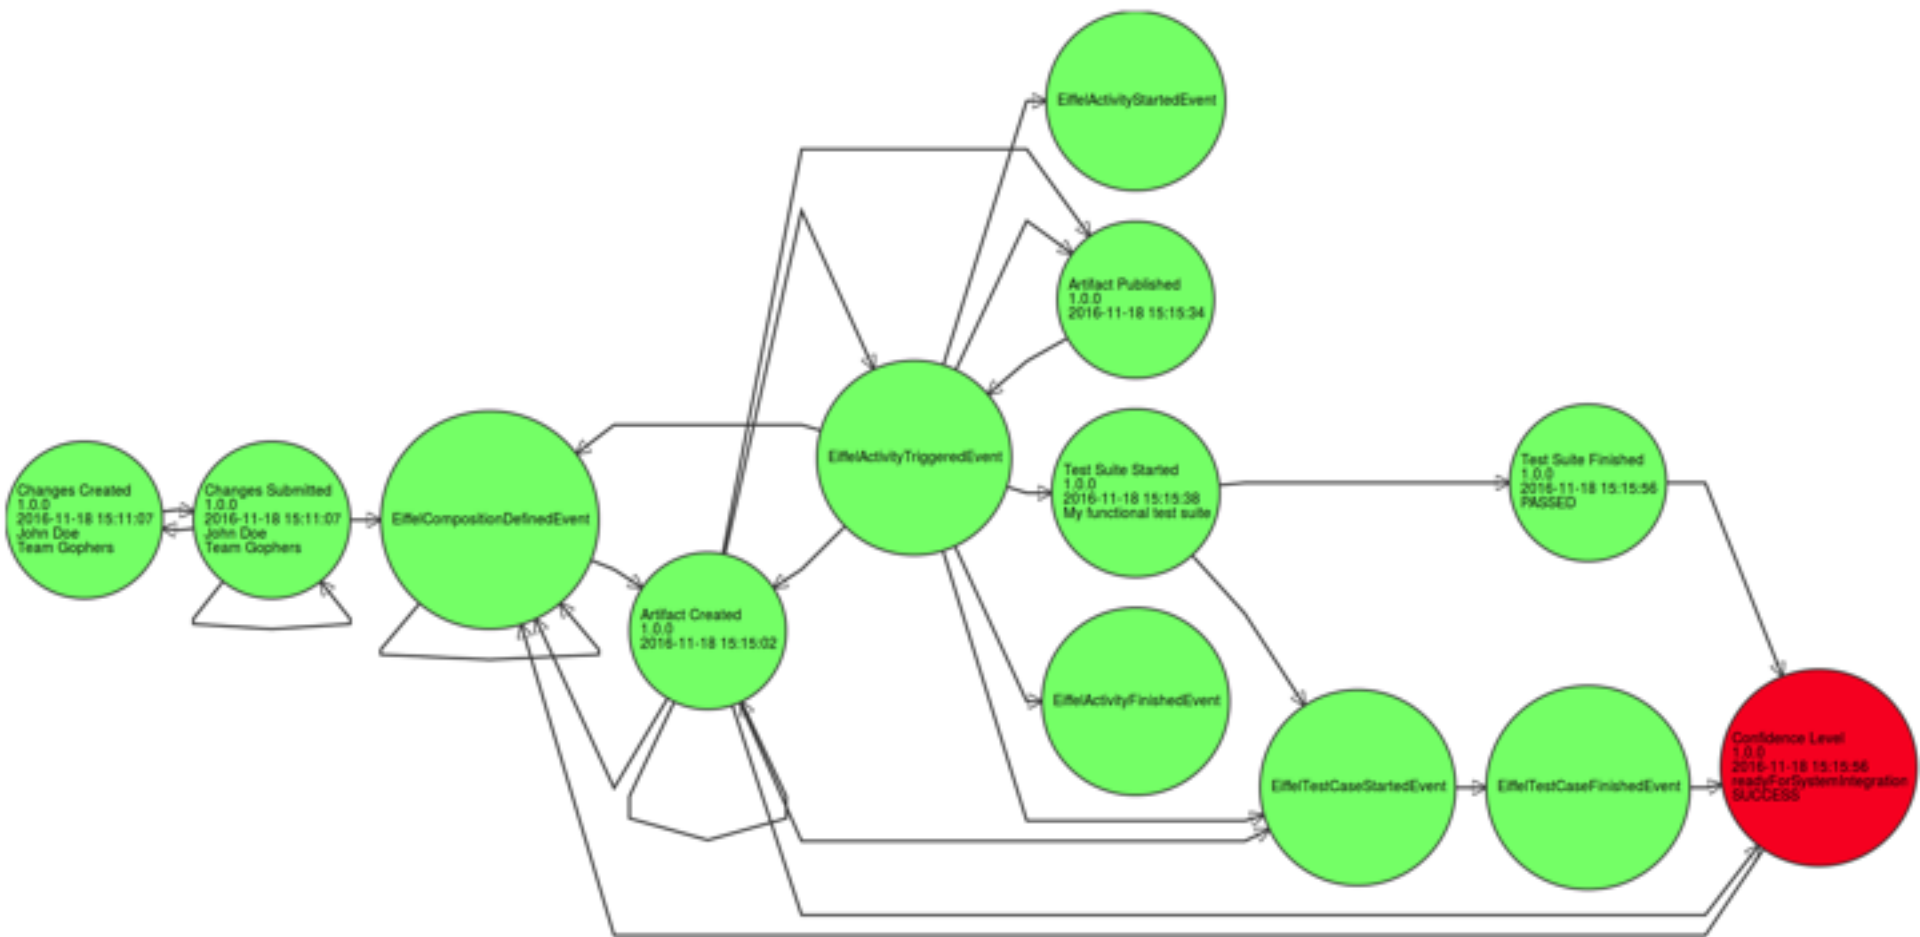 EiffelActivityStartedEvent
Artifact Published
1.0.0
2016-11-18 15:15:34
EiffelActivityTriggeredEvent
Changes Created
1.0.0
2016-11-18 15:11:07
John Doe
Team Gophers
Changes Submitted
1.0.0
2016-11-18 15:11:07
John Doe
Team Gophers
EiffelCompositionDefinedEvent
Artifact Created
1.0.0
2016-11-18 15:15:02
Test Suite Started
1.0.0
2016-11-18 15:15:38
My functional test suite
Test Suite Finished
1.0.0
2016-11-18 15:15:56
PASSED
EiffelActivityFinishedEvent
EiffelTestCaseStartedEvent
EiffelTestCaseFinishedEvent
Confidence Level
1.0.0
2016-11-18 15:15:56
readyForSystemIntegration
SUCCESS